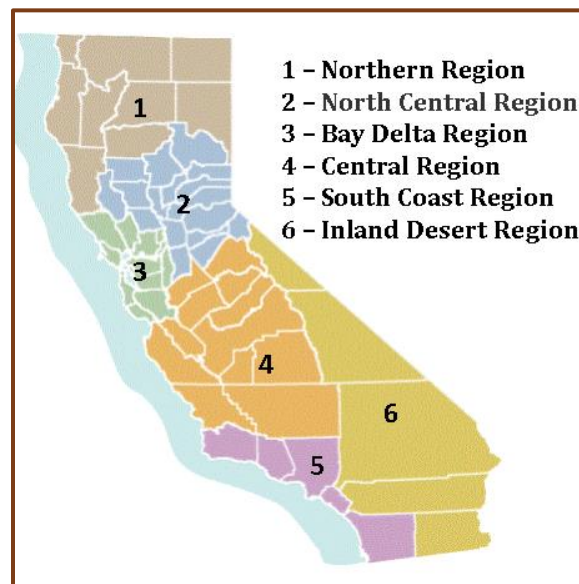 1 – Northern Region
2 – North Central Region
3 – Bay Delta Region
4 – Central Region
5 – South Coast Region
6 – Inland Desert Region
1
2
3
4
6
5